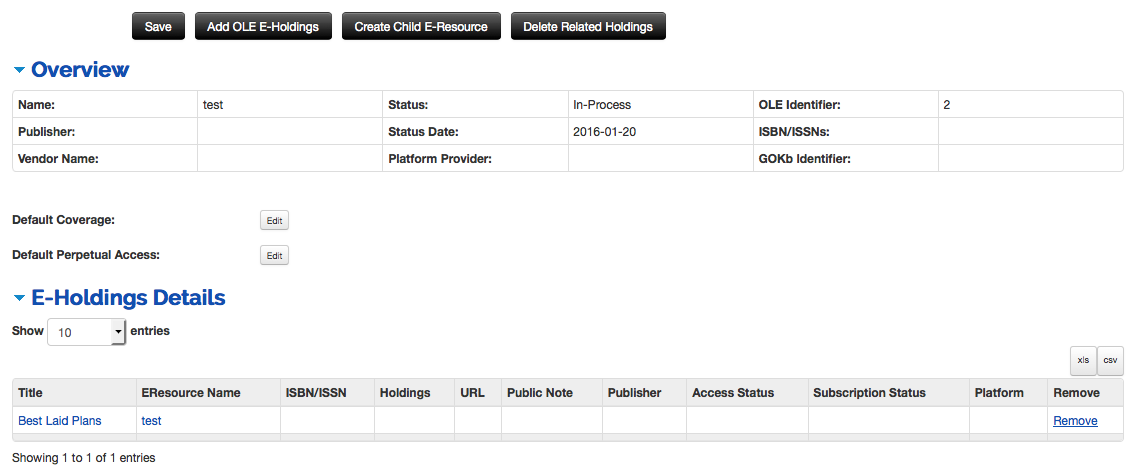 Save Add OLE E-Holdings Create Child E-Resource Delete Related Holdings
Overview
Name: test Status: In-Process OLE Identifier: 2
Publisher: Status Date: 2016-01-20 ISBN/ISSNs:
Vendor Name: Platform Provider: GOKb Identifier:
Default Coverage: Edit
Default Perpetual Access: Edit
E-Holdings Details
Show 10 entries
xls csv
Title EResource Name ISBN/ISSN Holdings URL Public Note Publisher Access Status Subscription Status Platform Remove
Best Laid Plans test Remove
Showing 1 to 1 of 1 entries